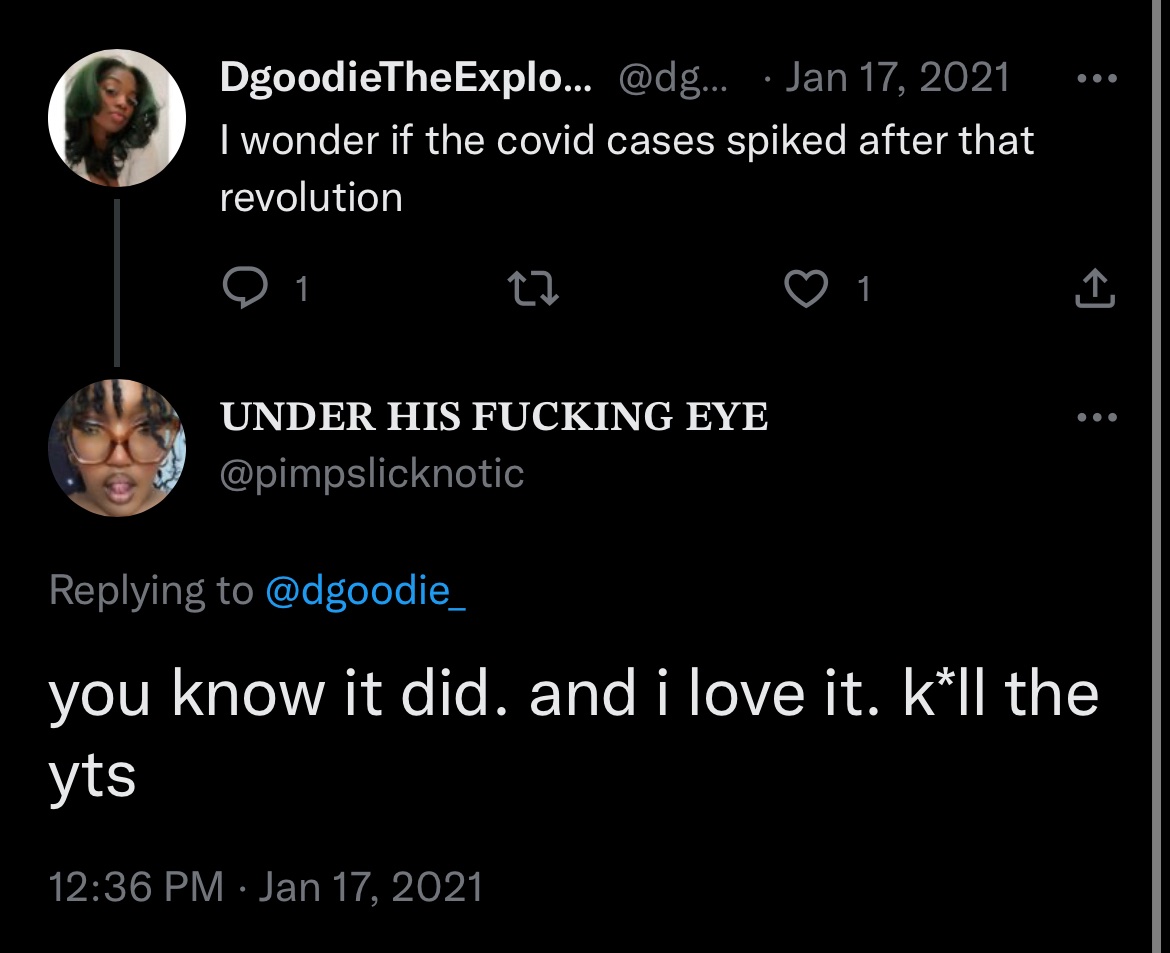 DgoodieTheExplo... @dg... · Jan 17, 2021
I wonder if the covid cases spiked after that
revolution
1 1
UNDER HIS FUCKING EYE
@pimpslicknotic
Replying to @dgoodie_
you know it did. and i love it. k*ll the
yts
12:36 PM · Jan 17, 2021